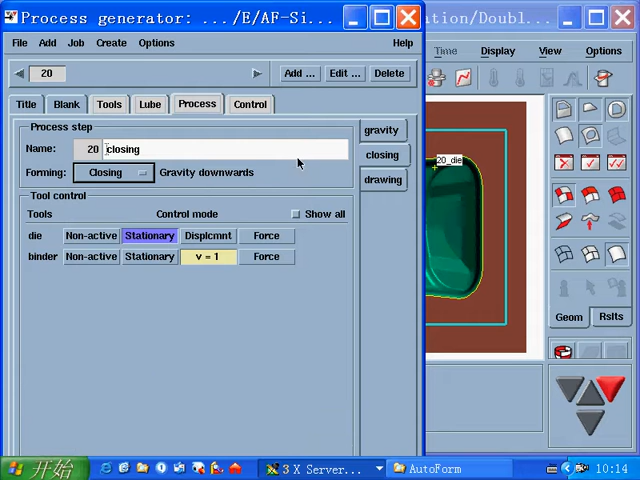 Process generator: .../E/AF-Si...
ation/Doubl
File Add Job Create Options Help
Time Display Options
20 Add ... Edit ... Delete
Title Blank Tools Lube Process Control
Process step
gravity
Name: 20 closing
closing
20_die
Forming: Closing Gravity downwards
drawing
Tool control
Tools Control mode Show all
die Non-active Stationary Displcmnt Force
binder Non-active Stationary v = 1 Force
Geom Rslts
开始 3 X Server... AutoForm 10:14